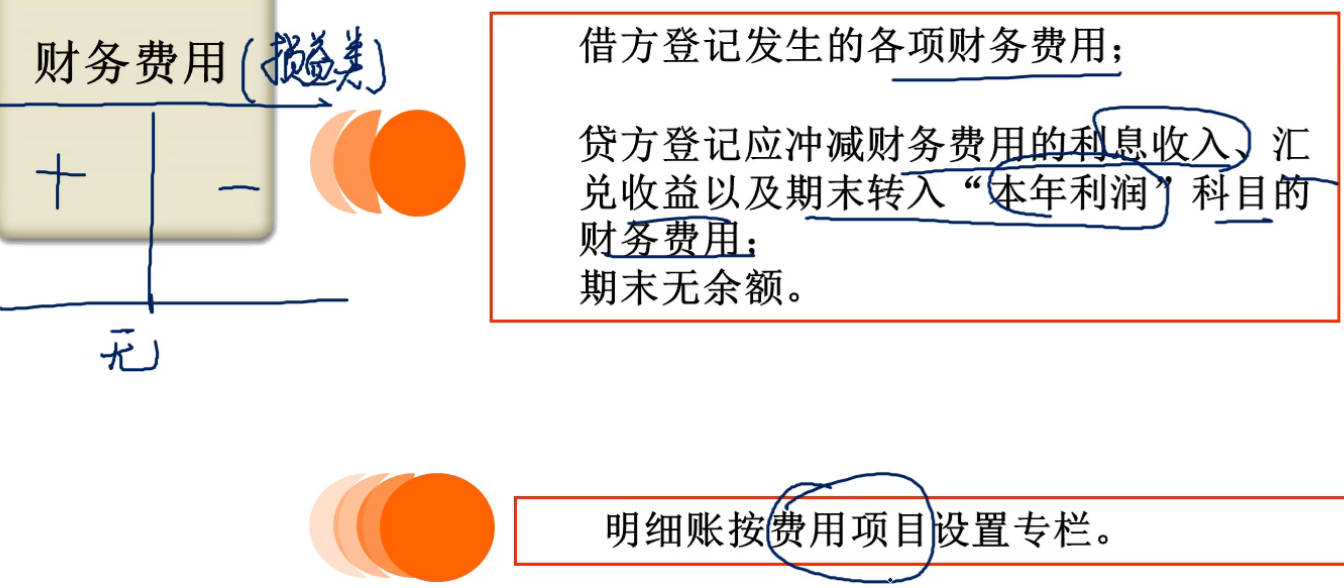 财务费用(损益类)
＋ －
无
借方登记发生的各项财务费用；
贷方登记应冲减财务费用的利息收入、汇
兑收益以及期末转入“本年利润”科目的
财务费用；
期末无余额。
明细账按费用项目设置专栏。